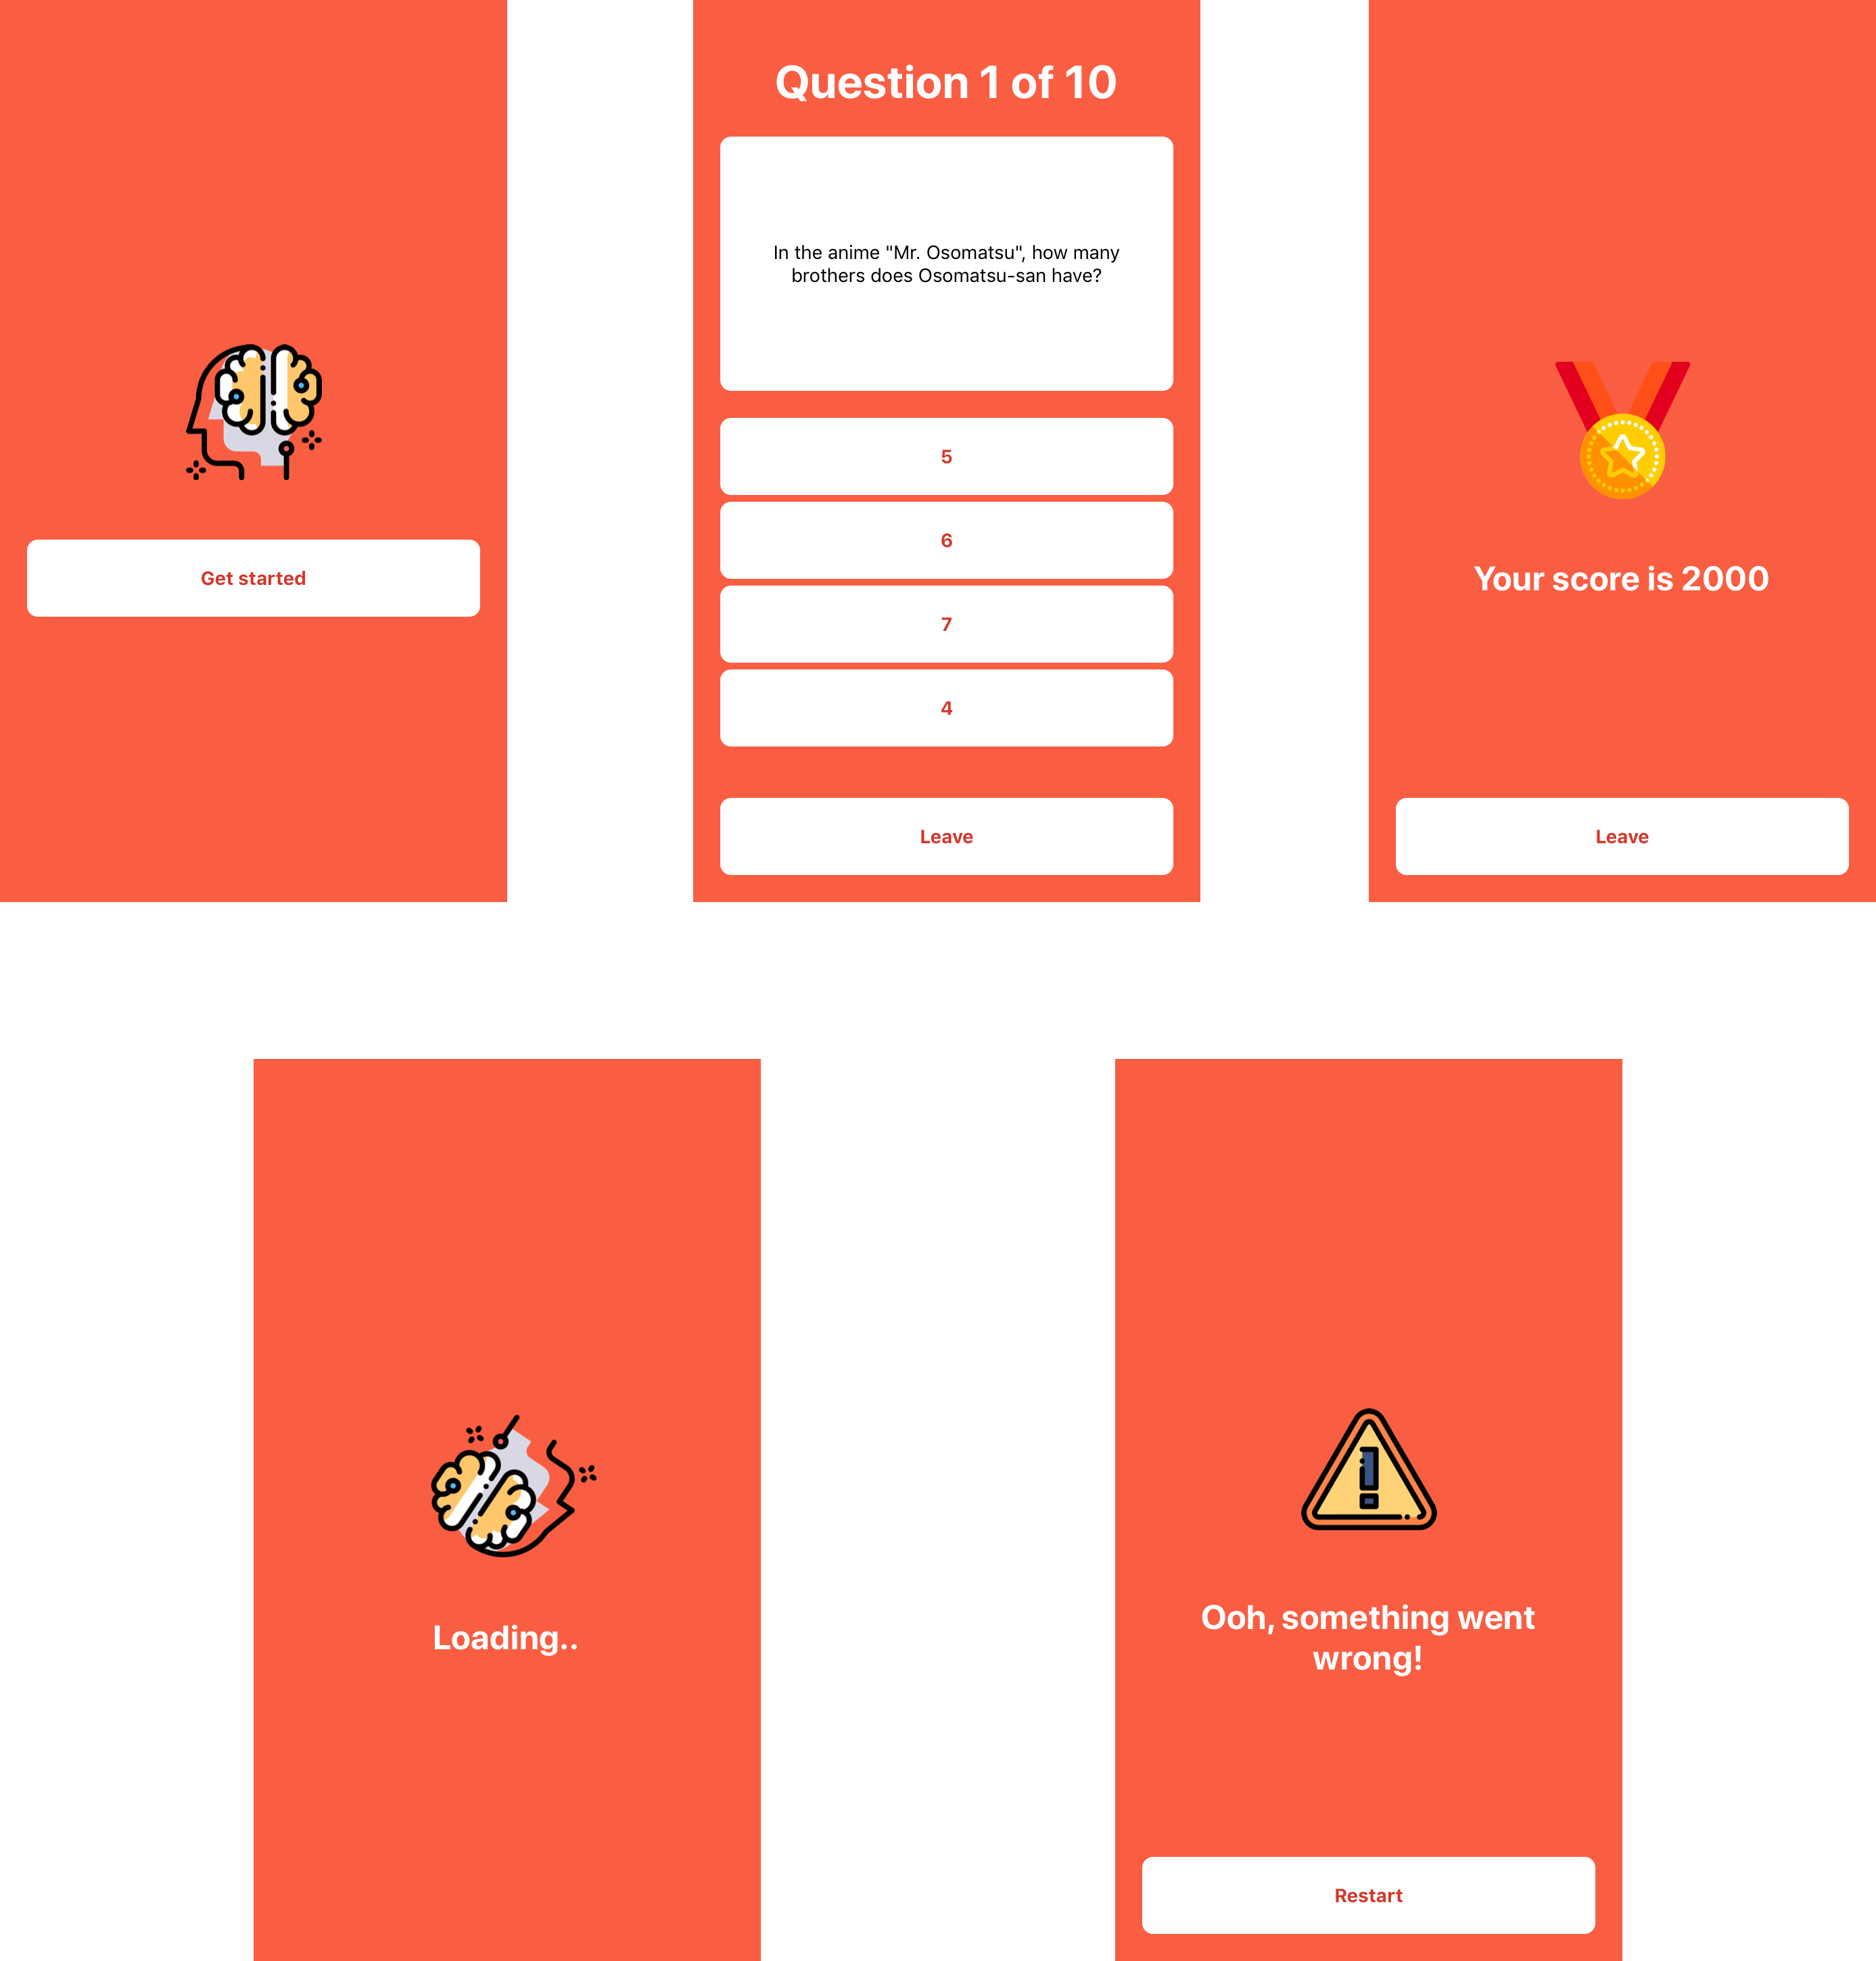 Get started
Question 1 of 10
In the anime "Mr. Osomatsu", how many
brothers does Osomatsu-san have?
5
6
7
4
Leave
Your score is 2000
Leave
Loading..
Ooh, something went
wrong!
Restart